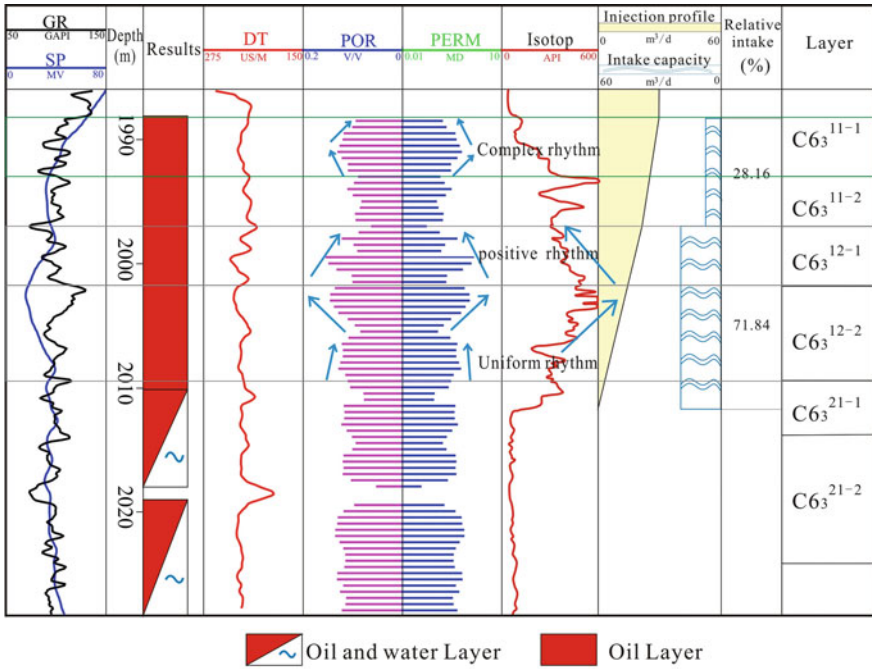 GR
30 GAPI 150
SP
0 MV 80
Depth
(m)
Results
DT
275 US/M 150
POR
0.2 V/V 0
PERM
0.01 MD 10
Isotop
0 API 600
Injection profile
0 m³/d 60
Intake capacity
60 m³/d 0
Relative
intake
(%)
Layer
1990
2000
2010
2020
Complex rhythm
positive rhythm
Uniform rhythm
28.16
71.84
C6₃¹¹⁻¹
C6₃¹¹⁻²
C6₃¹²⁻¹
C6₃¹²⁻²
C6₃²¹⁻¹
C6₃²¹⁻²
Oil and water Layer
Oil Layer